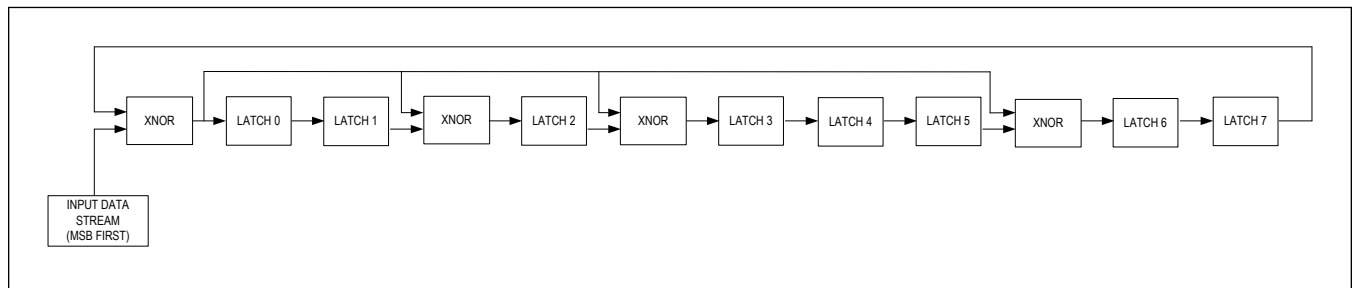 XNOR
LATCH 0
LATCH 1
XNOR
LATCH 2
XNOR
LATCH 3
LATCH 4
LATCH 5
XNOR
LATCH 6
LATCH 7
INPUT DATA
STREAM
(MSB FIRST)